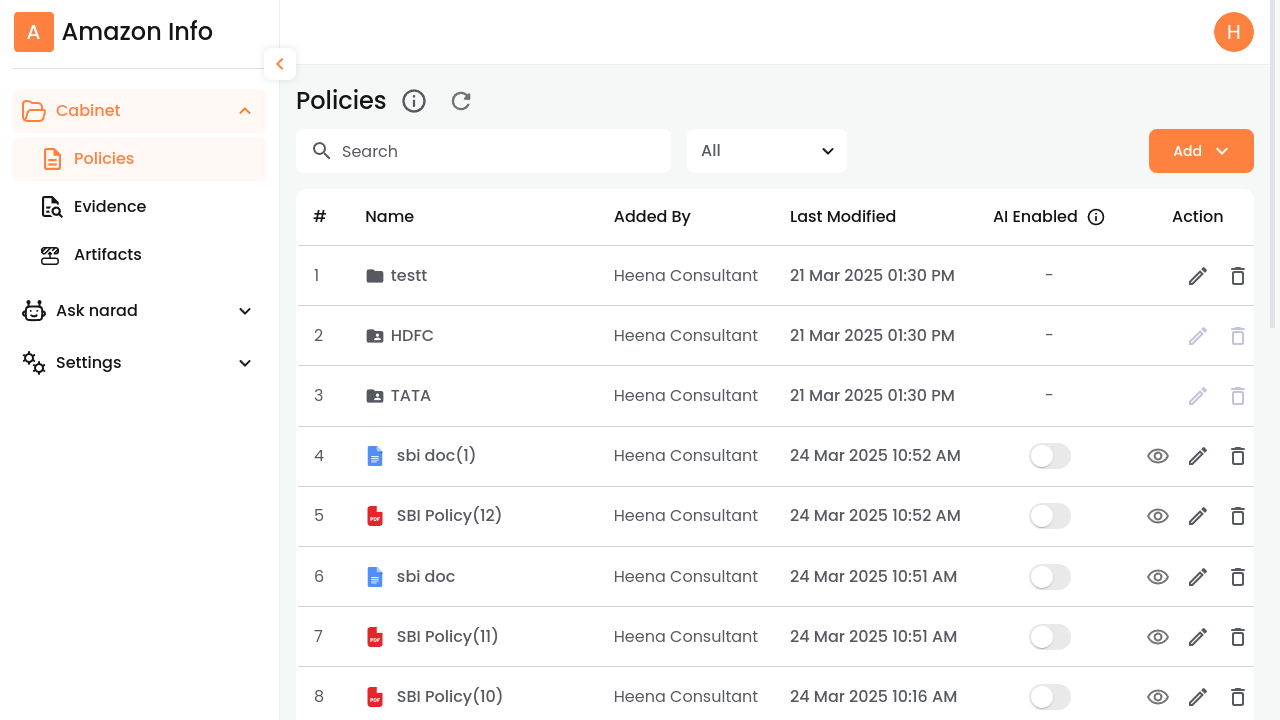 A Amazon Info
H
Cabinet
Policies
Evidence
Artifacts
Ask narad
Settings
Policies
Search
All
Add
# Name Added By Last Modified AI Enabled Action
1 testt Heena Consultant 21 Mar 2025 01:30 PM -
2 HDFC Heena Consultant 21 Mar 2025 01:30 PM -
3 TATA Heena Consultant 21 Mar 2025 01:30 PM -
4 sbi doc(1) Heena Consultant 24 Mar 2025 10:52 AM
5 PDF SBI Policy(12) Heena Consultant 24 Mar 2025 10:52 AM
6 sbi doc Heena Consultant 24 Mar 2025 10:51 AM
7 PDF SBI Policy(11) Heena Consultant 24 Mar 2025 10:51 AM
8 PDF SBI Policy(10) Heena Consultant 24 Mar 2025 10:16 AM